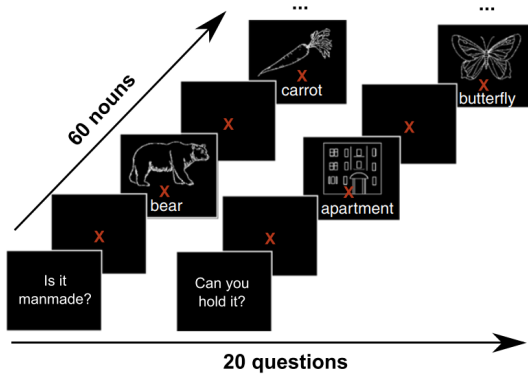 ...
...
60 nouns
X
carrot
X
butterfly
X
X
X
bear
X
apartment
X
X
Is it
manmade?
Can you
hold it?
20 questions